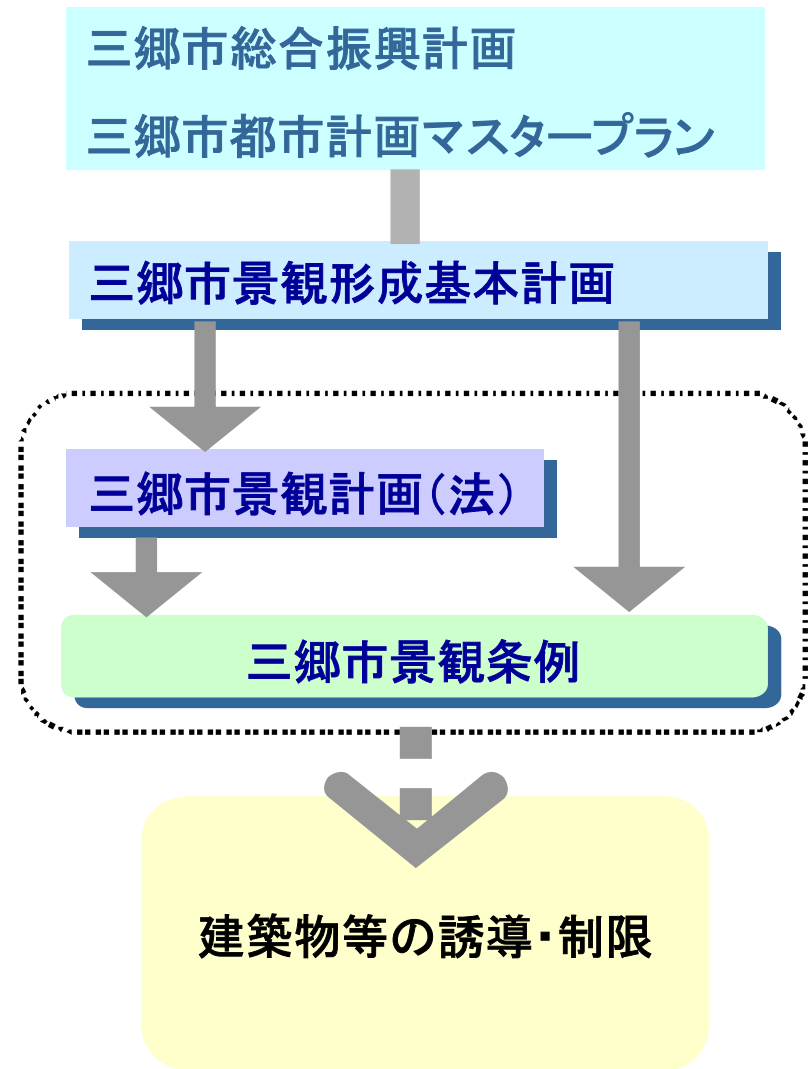 三郷市総合振興計画
三郷市都市計画マスタープラン
三郷市景観形成基本計画
三郷市景観計画（法）
三郷市景観条例
建築物等の誘導・制限